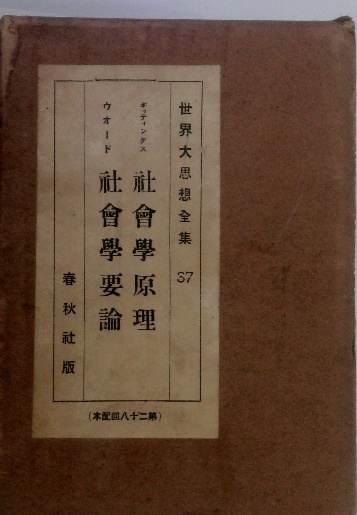 世界大思想全集 37
ギッディングス 社會學原理
ウオード 社會學要論
春秋社版
（第二十八回配本）